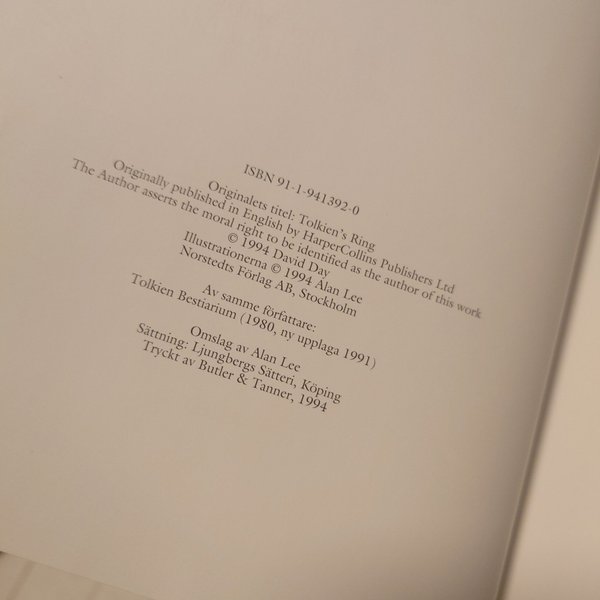 ISBN 91-1-941392-0
Originalets titel: Tolkien's Ring
Originally published in English by HarperCollins Publishers Ltd
The Author asserts the moral right to be identified as the author of this work
© 1994 David Day
Illustrationerna © 1994 Alan Lee
Norstedts Förlag AB, Stockholm
Av samme författare:
Tolkien Bestiarium (1980, ny upplaga 1991)
Omslag av Alan Lee
Sättning: Ljungbergs Sätteri, Köping
Tryckt av Butler & Tanner, 1994